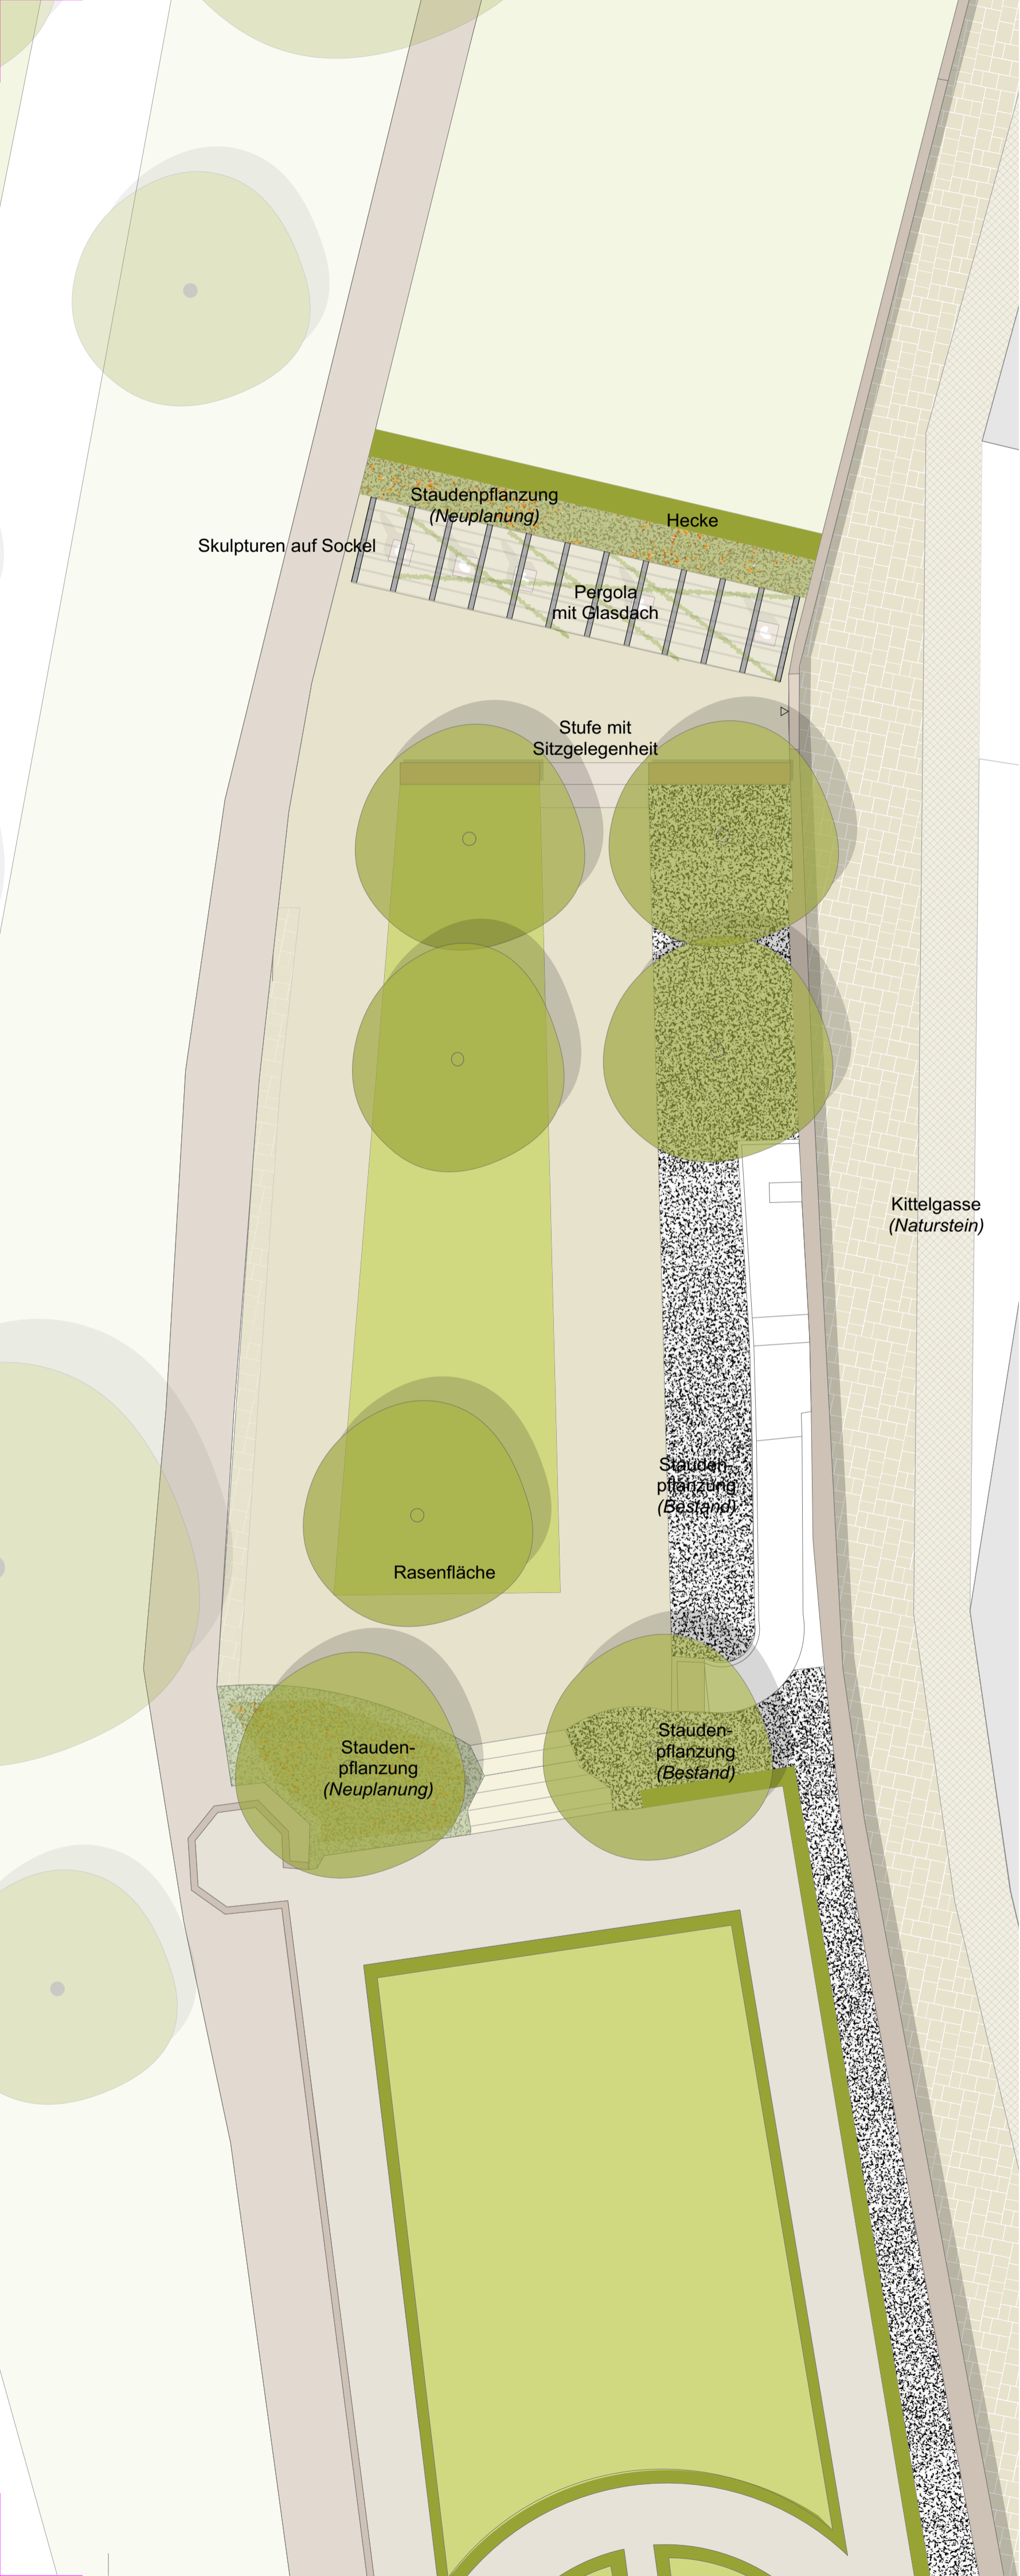 Staudenpflanzung
(Neuplanung)
Hecke
Skulpturen auf Sockel
Pergola
mit Glasdach
Stufe mit
Sitzgelegenheit
Kittelgasse
(Naturstein)
Stauden-
pflanzung
(Bestand)
Rasenfläche
Stauden-
pflanzung
(Bestand)
Stauden-
pflanzung
(Neuplanung)